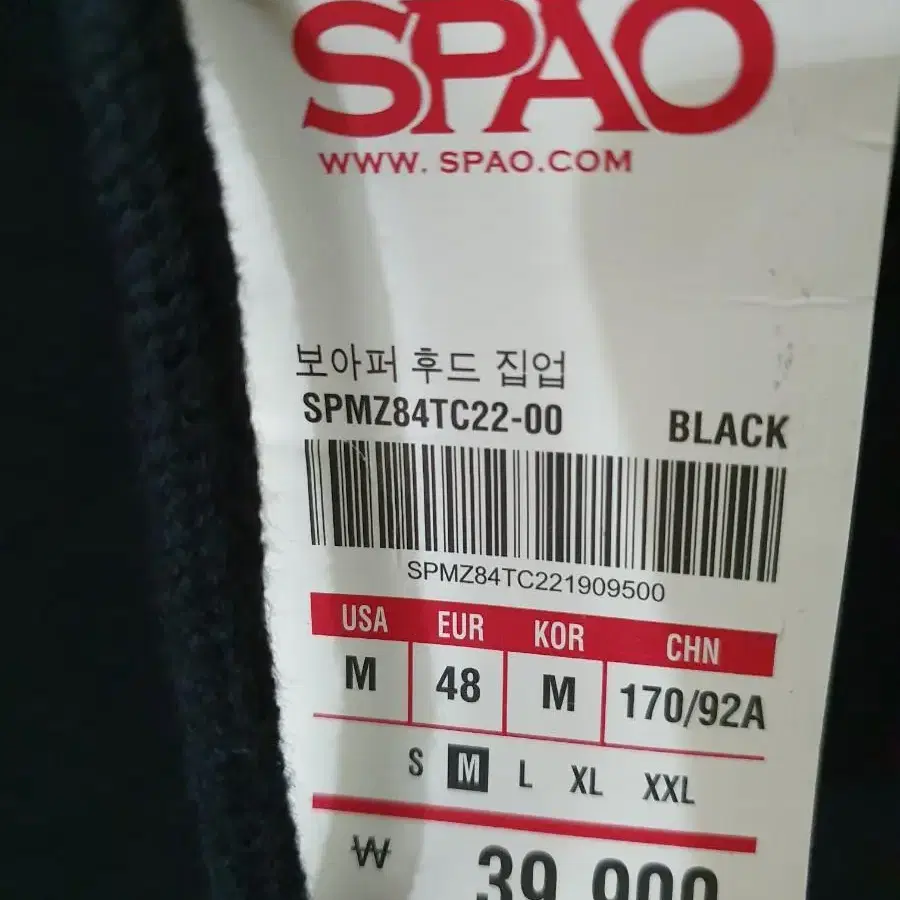 SPAO
WWW. SPAO.COM
보아퍼 후드 집업
SPMZ84TC22-00 BLACK
SPMZ84TC221909500
USA EUR KOR CHN
M 48 M 170/92A
S M L XL XXL
₩ 39,900